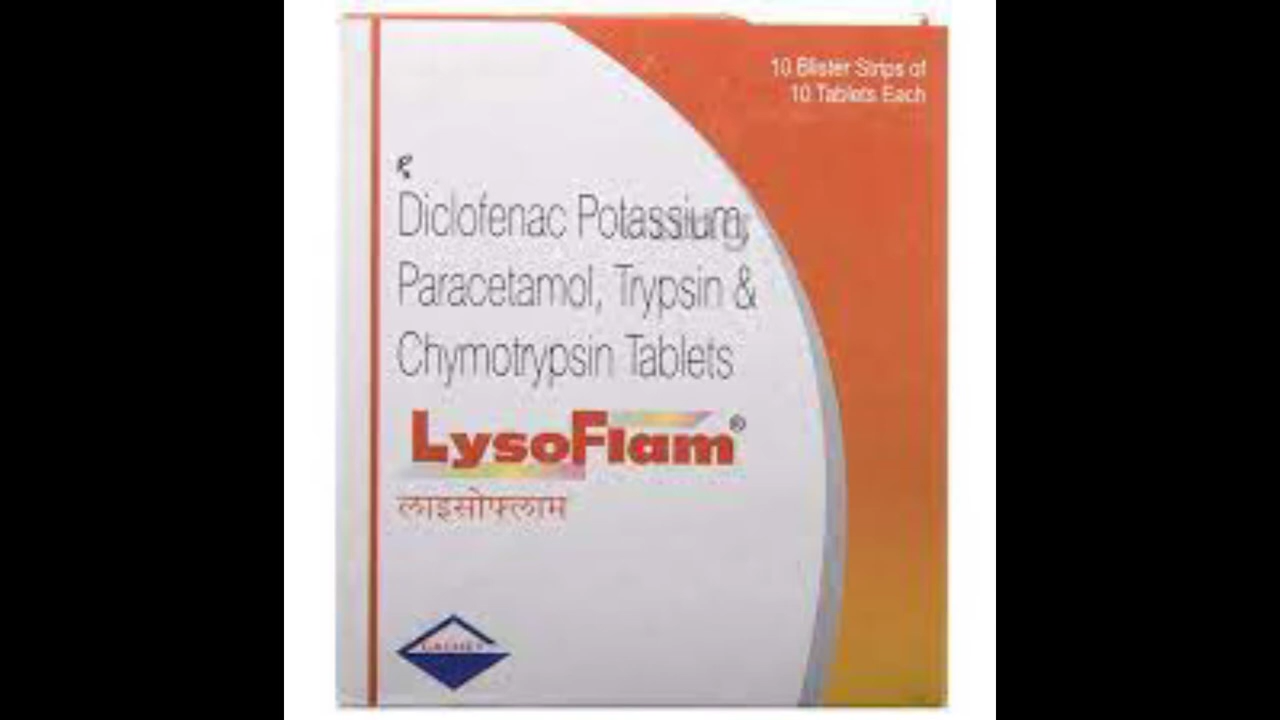 10 Blister Strips of
10 Tablets Each
Diclofenac Potassium,
Paracetamol, Trypsin &
Chymotrypsin Tablets
LysoFlam®
लाइसोफ्लाम